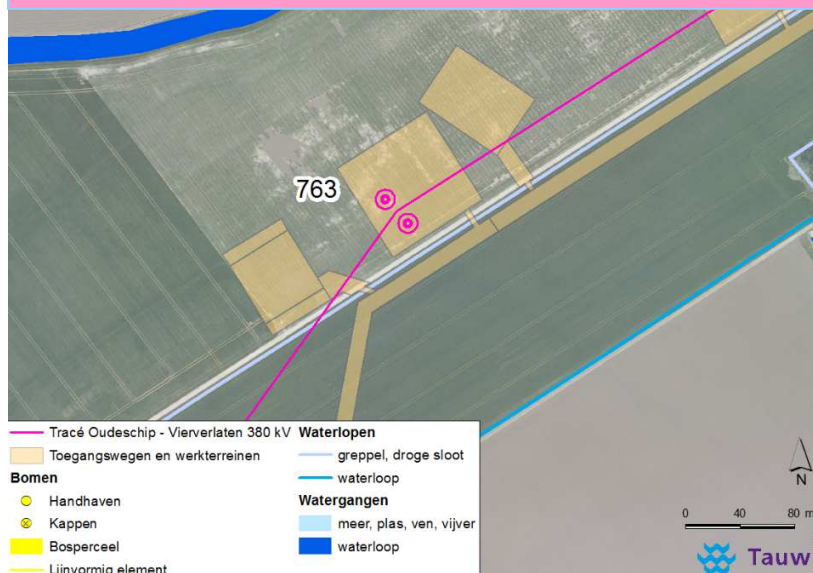 763
Tracé Oudeschip - Vierverlaten 380 kV
Toegangswegen en werkterreinen
Bomen
Handhaven
Kappen
Bosperceel
Lijnvormig element
Waterlopen
greppel, droge sloot
waterloop
Watergangen
meer, plas, ven, vijver
waterloop
N
0 40 80 m
Tauw